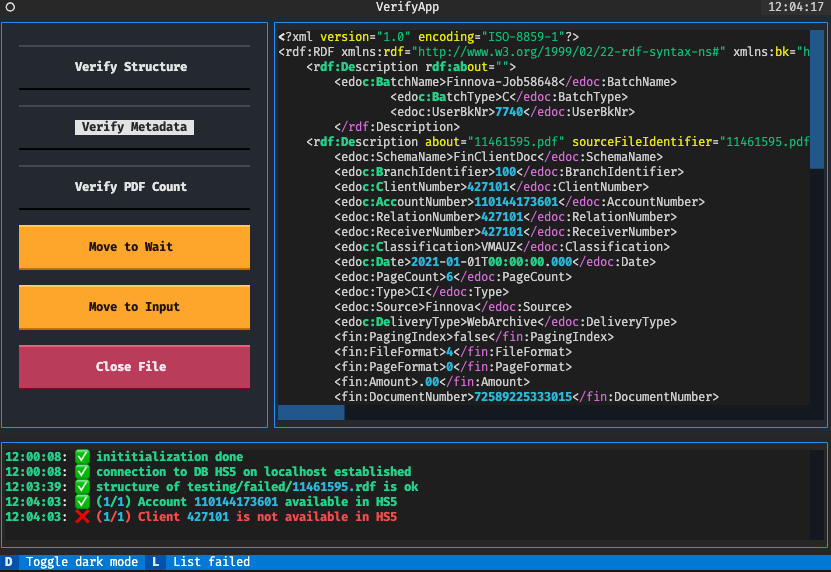 VerifyApp 12:04:17
Verify Structure
Verify Metadata
Verify PDF Count
Move to Wait
Move to Input
Close File
<?xml version="1.0" encoding="ISO-8859-1"?>
<rdf:RDF xmlns:rdf="http://www.w3.org/1999/02/22-rdf-syntax-ns#" xmlns:bk="h
<rdf:Description rdf:about="">
<edoc:BatchName>Finnova-Job58648</edoc:BatchName>
<edoc:BatchType>C</edoc:BatchType>
<edoc:UserBkNr>7740</edoc:UserBkNr>
</rdf:Description>
<rdf:Description about="11461595.pdf" sourceFileIdentifier="11461595.pdf
<edoc:SchemaName>FinClientDoc</edoc:SchemaName>
<edoc:BranchIdentifier>100</edoc:BranchIdentifier>
<edoc:ClientNumber>427101</edoc:ClientNumber>
<edoc:AccountNumber>110144173601</edoc:AccountNumber>
<edoc:RelationNumber>427101</edoc:RelationNumber>
<edoc:ReceiverNumber>427101</edoc:ReceiverNumber>
<edoc:Classification>VMAUZ</edoc:Classification>
<edoc:Date>2021-01-01T00:00:00.000</edoc:Date>
<edoc:PageCount>6</edoc:PageCount>
<edoc:Type>CI</edoc:Type>
<edoc:Source>Finnova</edoc:Source>
<edoc:DeliveryType>WebArchive</edoc:DeliveryType>
<fin:PagingIndex>false</fin:PagingIndex>
<fin:FileFormat>4</fin:FileFormat>
<fin:PageFormat>0</fin:PageFormat>
<fin:Amount>.00</fin:Amount>
<fin:DocumentNumber>72589225333015</fin:DocumentNumber>
12:00:08: ✅ inititialization done
12:00:08: ✅ connection to DB HS5 on localhost established
12:03:39: ✅ structure of testing/failed/11461595.rdf is ok
12:04:03: ✅ (1/1) Account 110144173601 available in HS5
12:04:03: ❌ (1/1) Client 427101 is not available in HS5
D Toggle dark mode L List failed